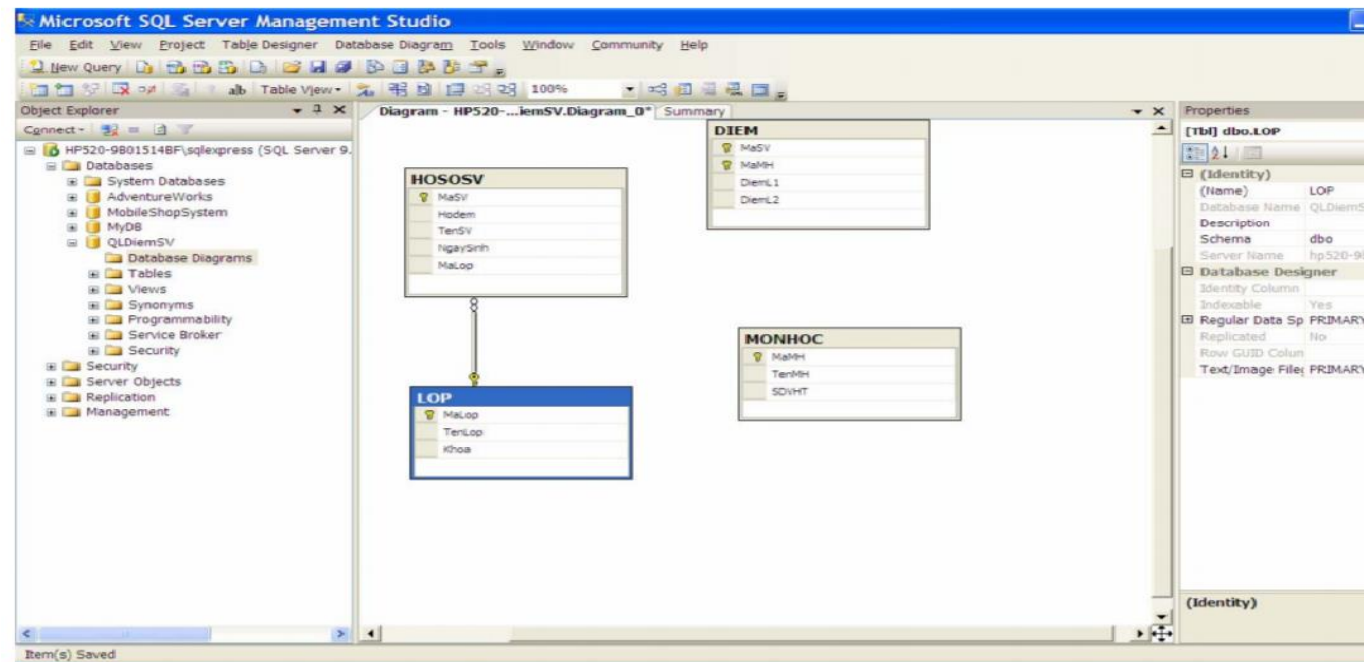 Microsoft SQL Server Management Studio
File Edit View Project Table Designer Database Diagram Tools Window Community Help
New Query
Table View 100%
Object Explorer
Connect
HP520-9B01514BF\sqlexpress (SQL Server 9.
Databases
System Databases
AdventureWorks
MobileShopSystem
MyDB
QLDiemSV
Database Diagrams
Tables
Views
Synonyms
Programmability
Service Broker
Security
Security
Server Objects
Replication
Management
Diagram - HP520-...iemSV.Diagram_0* Summary
HOSOSV
MaSV
Hodem
TenSV
NgaySinh
MaLop
LOP
MaLop
TenLop
Khoa
DIEM
MaSV
MaMH
DiemL1
DiemL2
MONHOC
MaMH
TenMH
SDVHT
Properties
[Tbl] dbo.LOP
(Identity)
(Name) LOP
Database Name QLDiemS
Description
Schema dbo
Server Name hp520-9
Database Designer
Identity Column
Indexable Yes
Regular Data Sp PRIMARY
Replicated No
Row GUID Colun
Text/Image File PRIMARY
(Identity)
Item(s) Saved